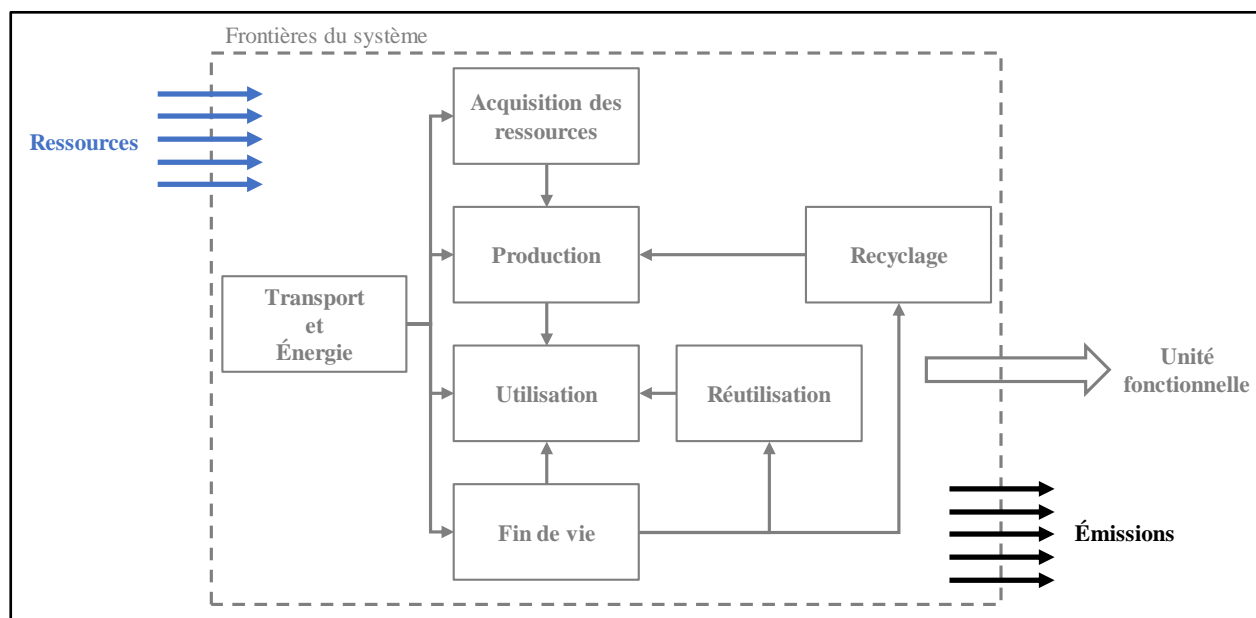 Frontières du système
Acquisition des
ressources
Ressources
Production
Recyclage
Transport
et
Énergie
Utilisation
Réutilisation
Unité
fonctionnelle
Fin de vie
Émissions